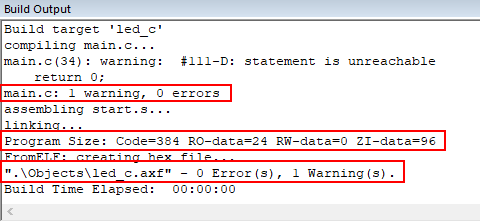 Build Output
Build target 'led_c'
compiling main.c...
main.c(34): warning:  #111-D: statement is unreachable
    return 0;
main.c: 1 warning, 0 errors
assembling start.s...
linking...
Program Size: Code=384 RO-data=24 RW-data=0 ZI-data=96
FromELF: creating hex file...
".\Objects\led_c.axf" - 0 Error(s), 1 Warning(s).
Build Time Elapsed:  00:00:00